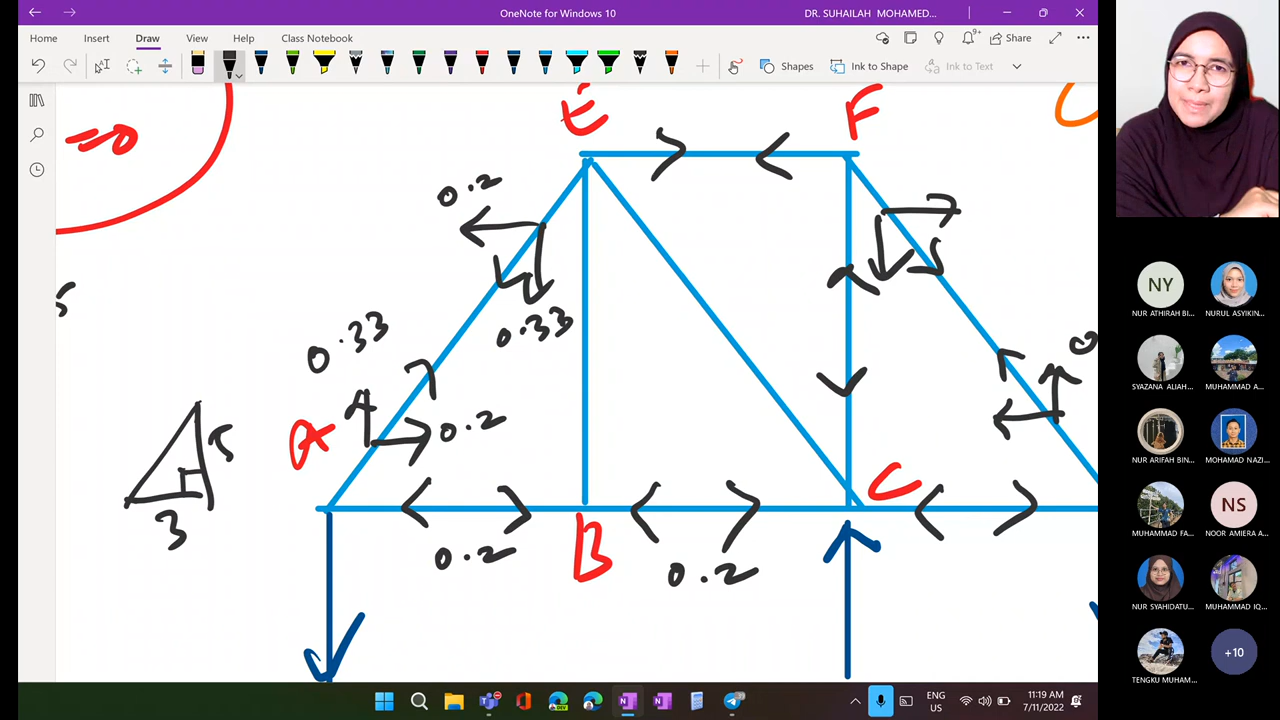 OneNote for Windows 10
DR. SUHAILAH MOHAMED...
Home
Insert
Draw
View
Help
Class Notebook
9+
Share
Shapes
Ink to Shape
Ink to Text
=0
E
F
0.2
5
0.33
0.33
A
0.2
5
3
0.2
B
0.2
C
NY
NUR ATHIRAH BI...
NURUL ASYIKIN...
SYAZANA ALIAH...
MUHAMMAD A...
NUR ARIFAH BIN...
MOHAMAD NAZI...
NS
MUHAMMAD FA...
NOOR AMIERA A...
NUR SYAHIDATU...
MUHAMMAD IQ...
+10
TENGKU MUHAM...
ENG
US
11:19 AM
7/11/2022